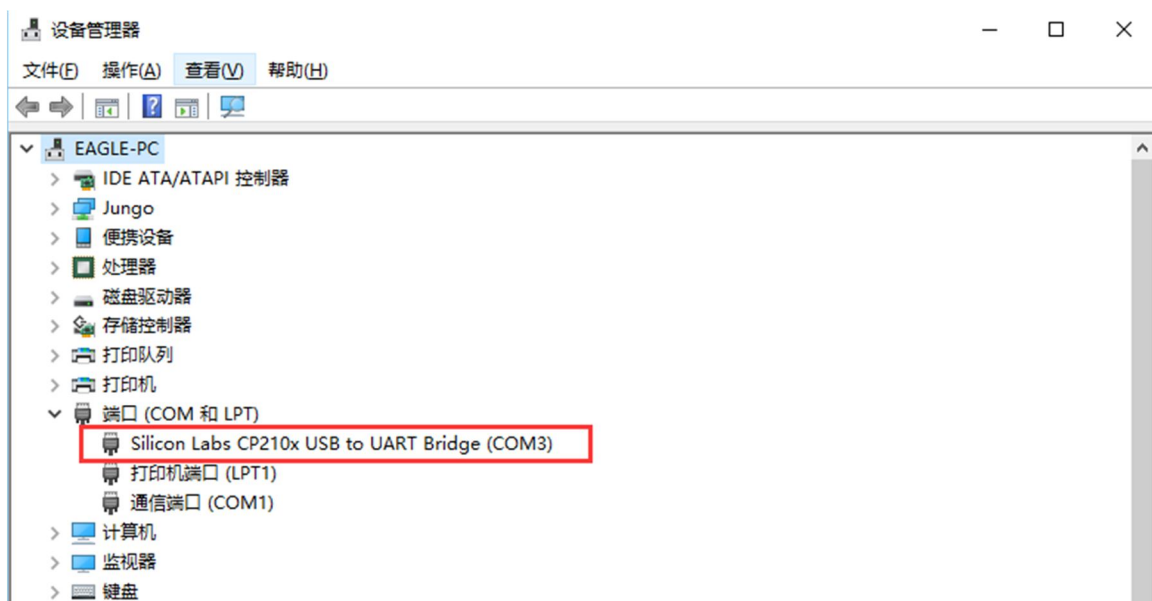 设备管理器
文件(F) 操作(A) 查看(V) 帮助(H)
EAGLE-PC
IDE ATA/ATAPI 控制器
Jungo
便携设备
处理器
磁盘驱动器
存储控制器
打印队列
打印机
端口 (COM 和 LPT)
Silicon Labs CP210x USB to UART Bridge (COM3)
打印机端口 (LPT1)
通信端口 (COM1)
计算机
监视器
键盘